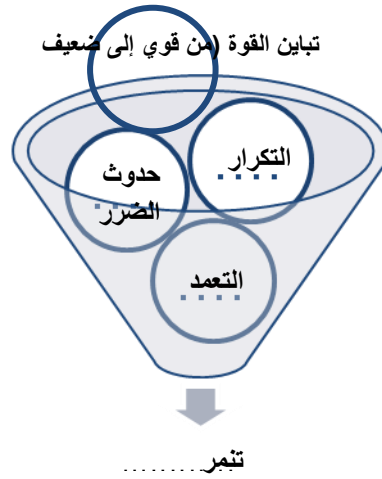 تباين القوة (من قوي إلى ضعيف
التكرار
....
حدوث
الضرر
...
التعمد
....
تنمر
..........